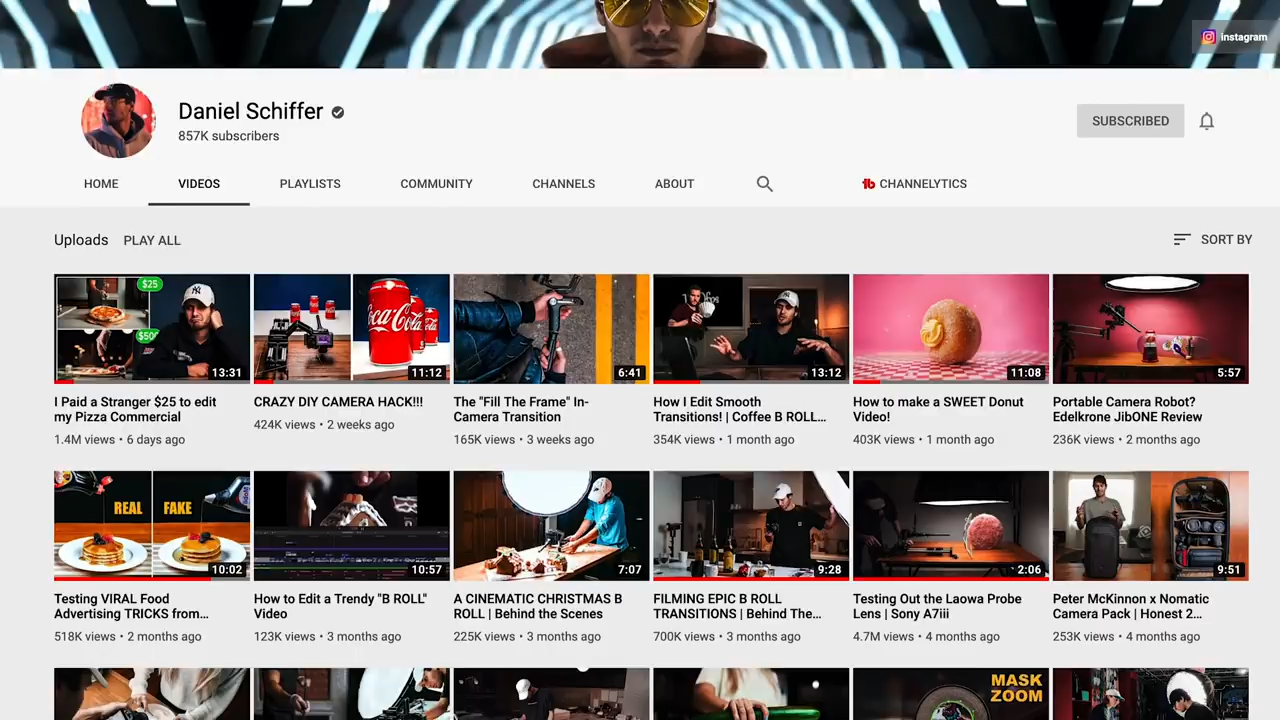 instagram
Daniel Schiffer
857K subscribers
SUBSCRIBED
HOME VIDEOS PLAYLISTS COMMUNITY CHANNELS ABOUT CHANNELYTICS
Uploads PLAY ALL SORT BY
$25
$500
Coca-Cola
13:31 11:12 6:41 13:12 11:08 5:57
I Paid a Stranger $25 to edit
my Pizza Commercial
1.4M views • 6 days ago
CRAZY DIY CAMERA HACK!!!
424K views • 2 weeks ago
The "Fill The Frame" In-
Camera Transition
165K views • 3 weeks ago
How I Edit Smooth
Transitions! | Coffee B ROLL...
354K views • 1 month ago
How to make a SWEET Donut
Video!
403K views • 1 month ago
Portable Camera Robot?
Edelkrone JibONE Review
236K views • 2 months ago
REAL FAKE
10:02 10:57 7:07 9:28 2:06 9:51
Testing VIRAL Food
Advertising TRICKS from...
518K views • 2 months ago
How to Edit a Trendy "B ROLL"
Video
123K views • 3 months ago
A CINEMATIC CHRISTMAS B
ROLL | Behind the Scenes
225K views • 3 months ago
FILMING EPIC B ROLL
TRANSITIONS | Behind The...
700K views • 3 months ago
Testing Out the Laowa Probe
Lens | Sony A7iii
4.7M views • 4 months ago
Peter McKinnon x Nomatic
Camera Pack | Honest 2...
253K views • 4 months ago
MASK
ZOOM